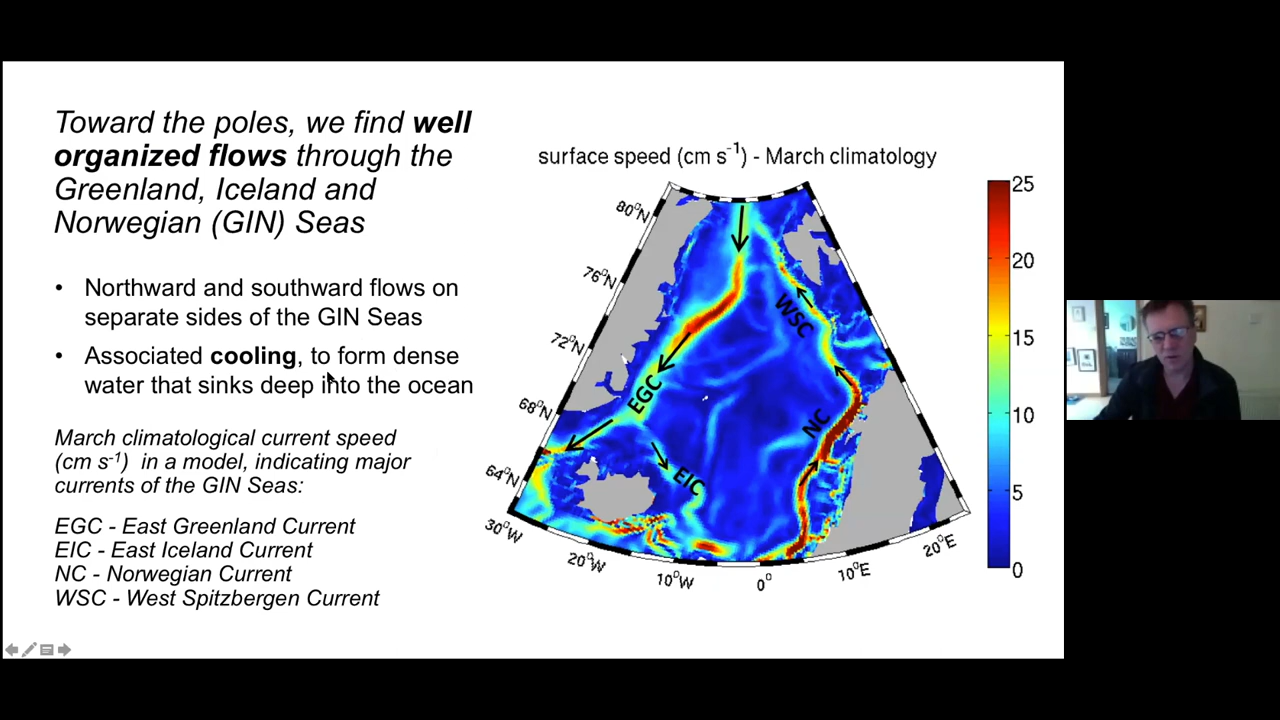 Toward the poles, we find well
organized flows through the
Greenland, Iceland and
Norwegian (GIN) Seas
• Northward and southward flows on
separate sides of the GIN Seas
• Associated cooling, to form dense
water that sinks deep into the ocean
March climatological current speed
(cm s-1) in a model, indicating major
currents of the GIN Seas:
EGC - East Greenland Current
EIC - East Iceland Current
NC - Norwegian Current
WSC - West Spitzbergen Current
surface speed (cm s-1) - March climatology
80°N
76°N
72°N
68°N
64°N
30°W
20°W
10°W
0°
10°E
20°E
WSC
EGC
NC
EIC
25
20
15
10
5
0